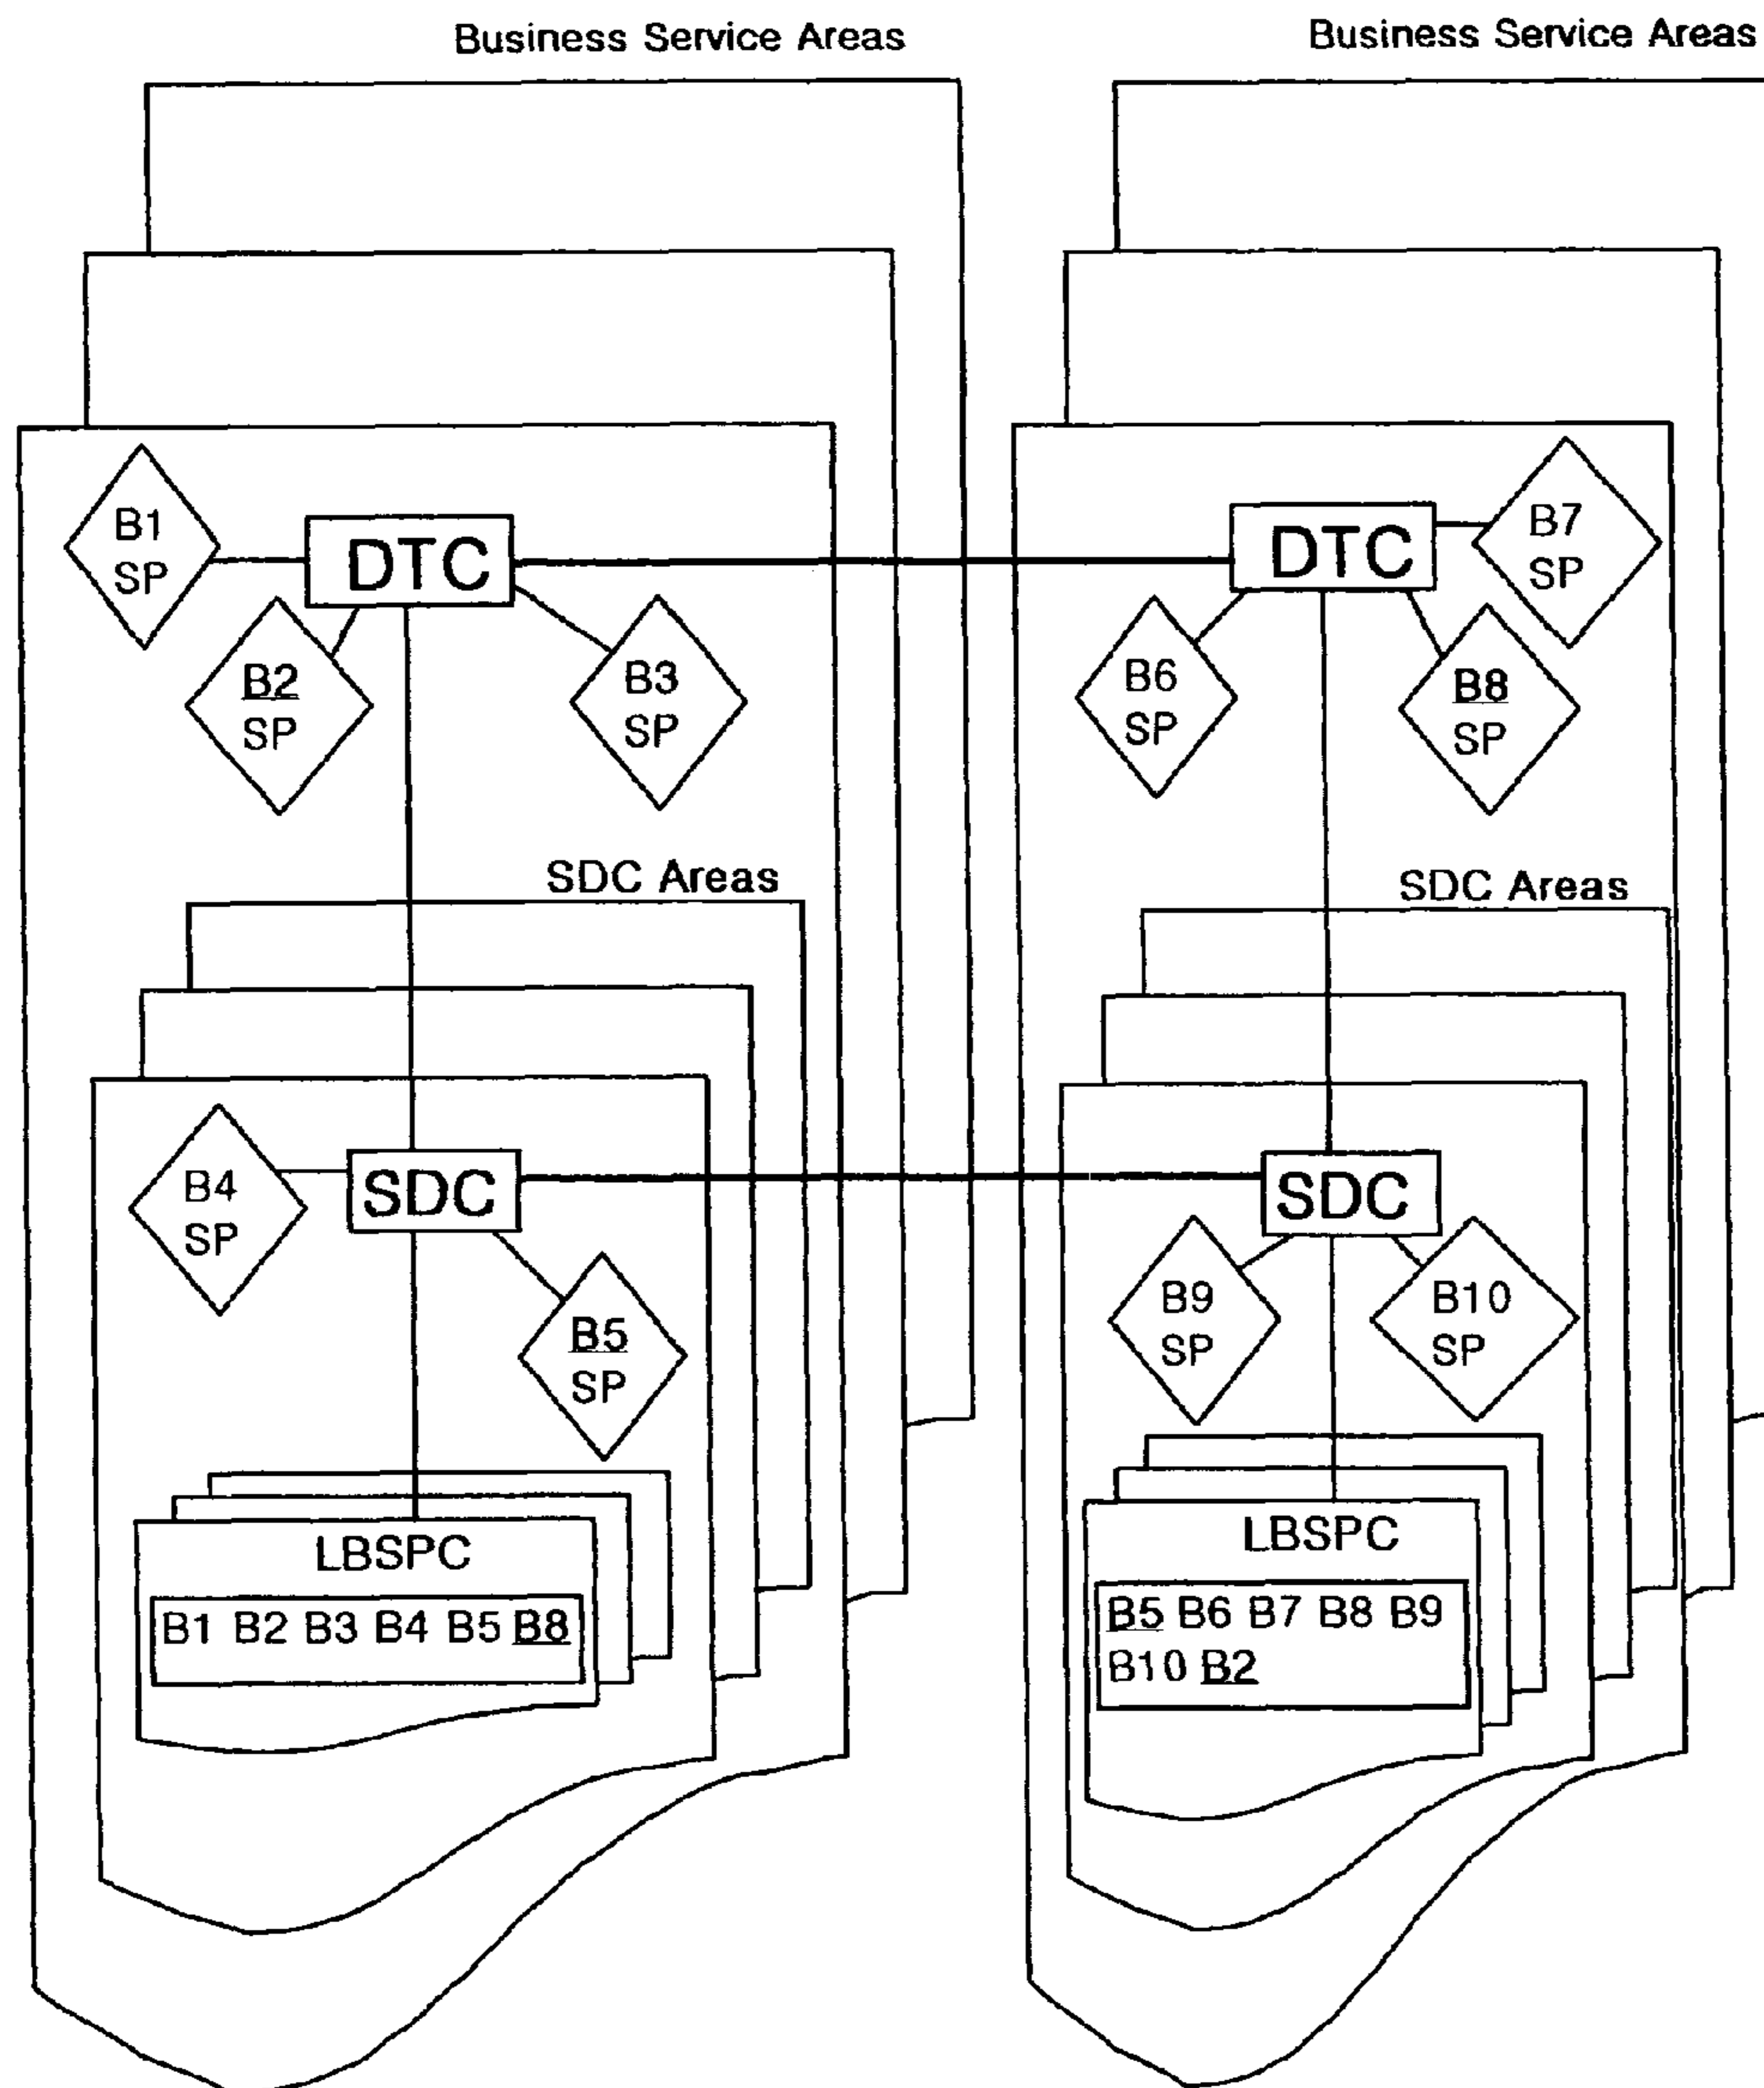 Business Service Areas
Business Service Areas
B1
SP
DTC
B2
SP
B3
SP
DTC
B7
SP
B6
SP
B8
SP
SDC Areas
SDC Areas
B4
SP
SDC
B5
SP
SDC
B9
SP
B10
SP
LBSPC
B1 B2 B3 B4 B5 B8
LBSPC
B5 B6 B7 B8 B9
B10 B2